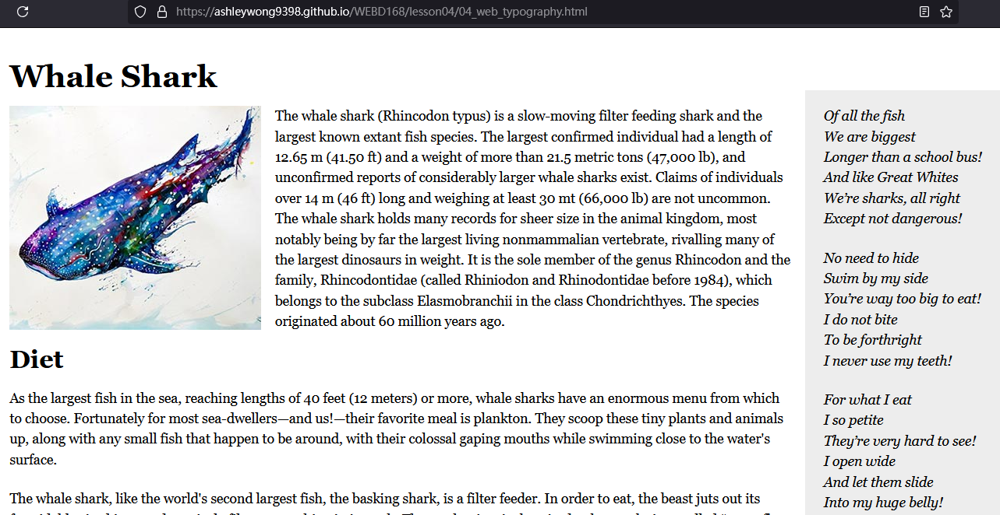 https://ashleywong9398.github.io/WEBD168/lesson04/04_web_typography.html
Whale Shark
The whale shark (Rhincodon typus) is a slow-moving filter feeding shark and the
largest known extant fish species. The largest confirmed individual had a length of
12.65 m (41.50 ft) and a weight of more than 21.5 metric tons (47,000 lb), and
unconfirmed reports of considerably larger whale sharks exist. Claims of individuals
over 14 m (46 ft) long and weighing at least 30 mt (66,000 lb) are not uncommon.
The whale shark holds many records for sheer size in the animal kingdom, most
notably being by far the largest living nonmammalian vertebrate, rivalling many of
the largest dinosaurs in weight. It is the sole member of the genus Rhincodon and the
family, Rhincodontidae (called Rhiniodon and Rhinodontidae before 1984), which
belongs to the subclass Elasmobranchii in the class Chondrichthyes. The species
originated about 60 million years ago.
Diet
As the largest fish in the sea, reaching lengths of 40 feet (12 meters) or more, whale sharks have an enormous menu from which
to choose. Fortunately for most sea-dwellers—and us!—their favorite meal is plankton. They scoop these tiny plants and animals
up, along with any small fish that happen to be around, with their colossal gaping mouths while swimming close to the water's
surface.
The whale shark, like the world's second largest fish, the basking shark, is a filter feeder. In order to eat, the beast juts out its
Of all the fish
We are biggest
Longer than a school bus!
And like Great Whites
We’re sharks, all right
Except not dangerous!
No need to hide
Swim by my side
You’re way too big to eat!
I do not bite
To be forthright
I never use my teeth!
For what I eat
I so petite
They’re very hard to see!
I open wide
And let them slide
Into my huge belly!